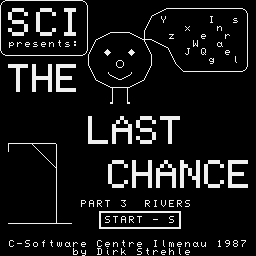 SCI
presents:
THE
LAST
CHANCE
PART 3 RIVERS
START - S
C-Software Centre Ilmenau 1987
by Dirk Strehle